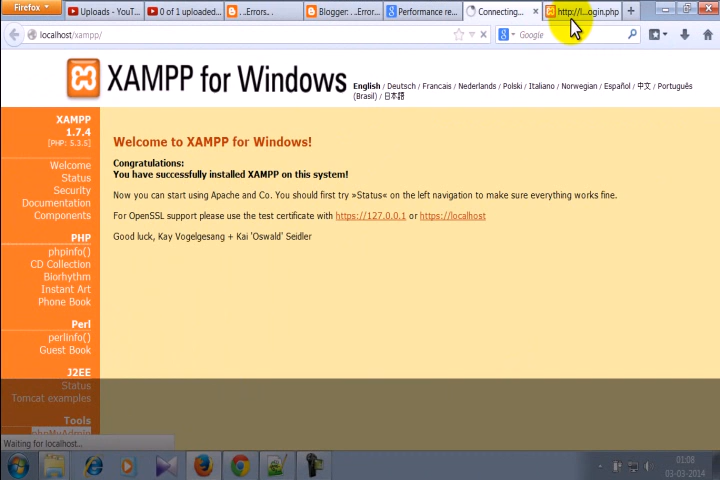 Firefox
Uploads - YouT...
0 of 1 uploaded...
. .Errors. .
Blogger: . .Error...
Performance re...
Connecting...
http://l...ogin.php
localhost/xampp/
Google
XAMPP for Windows
English / Deutsch / Francais / Nederlands / Polski / Italiano / Norwegian / Español / 中文 / Português
(Brasil) / 日本語
XAMPP
1.7.4
[PHP: 5.3.5]
Welcome
Status
Security
Documentation
Components
PHP
phpinfo()
CD Collection
Biorhythm
Instant Art
Phone Book
Perl
perlinfo()
Guest Book
J2EE
Status
Tomcat examples
Tools
phpMyAdmin
Welcome to XAMPP for Windows!
Congratulations:
You have successfully installed XAMPP on this system!
Now you can start using Apache and Co. You should first try »Status« on the left navigation to make sure everything works fine.
For OpenSSL support please use the test certificate with https://127.0.0.1 or https://localhost
Good luck, Kay Vogelgesang + Kai 'Oswald' Seidler
Waiting for localhost...
01:08
03-03-2014